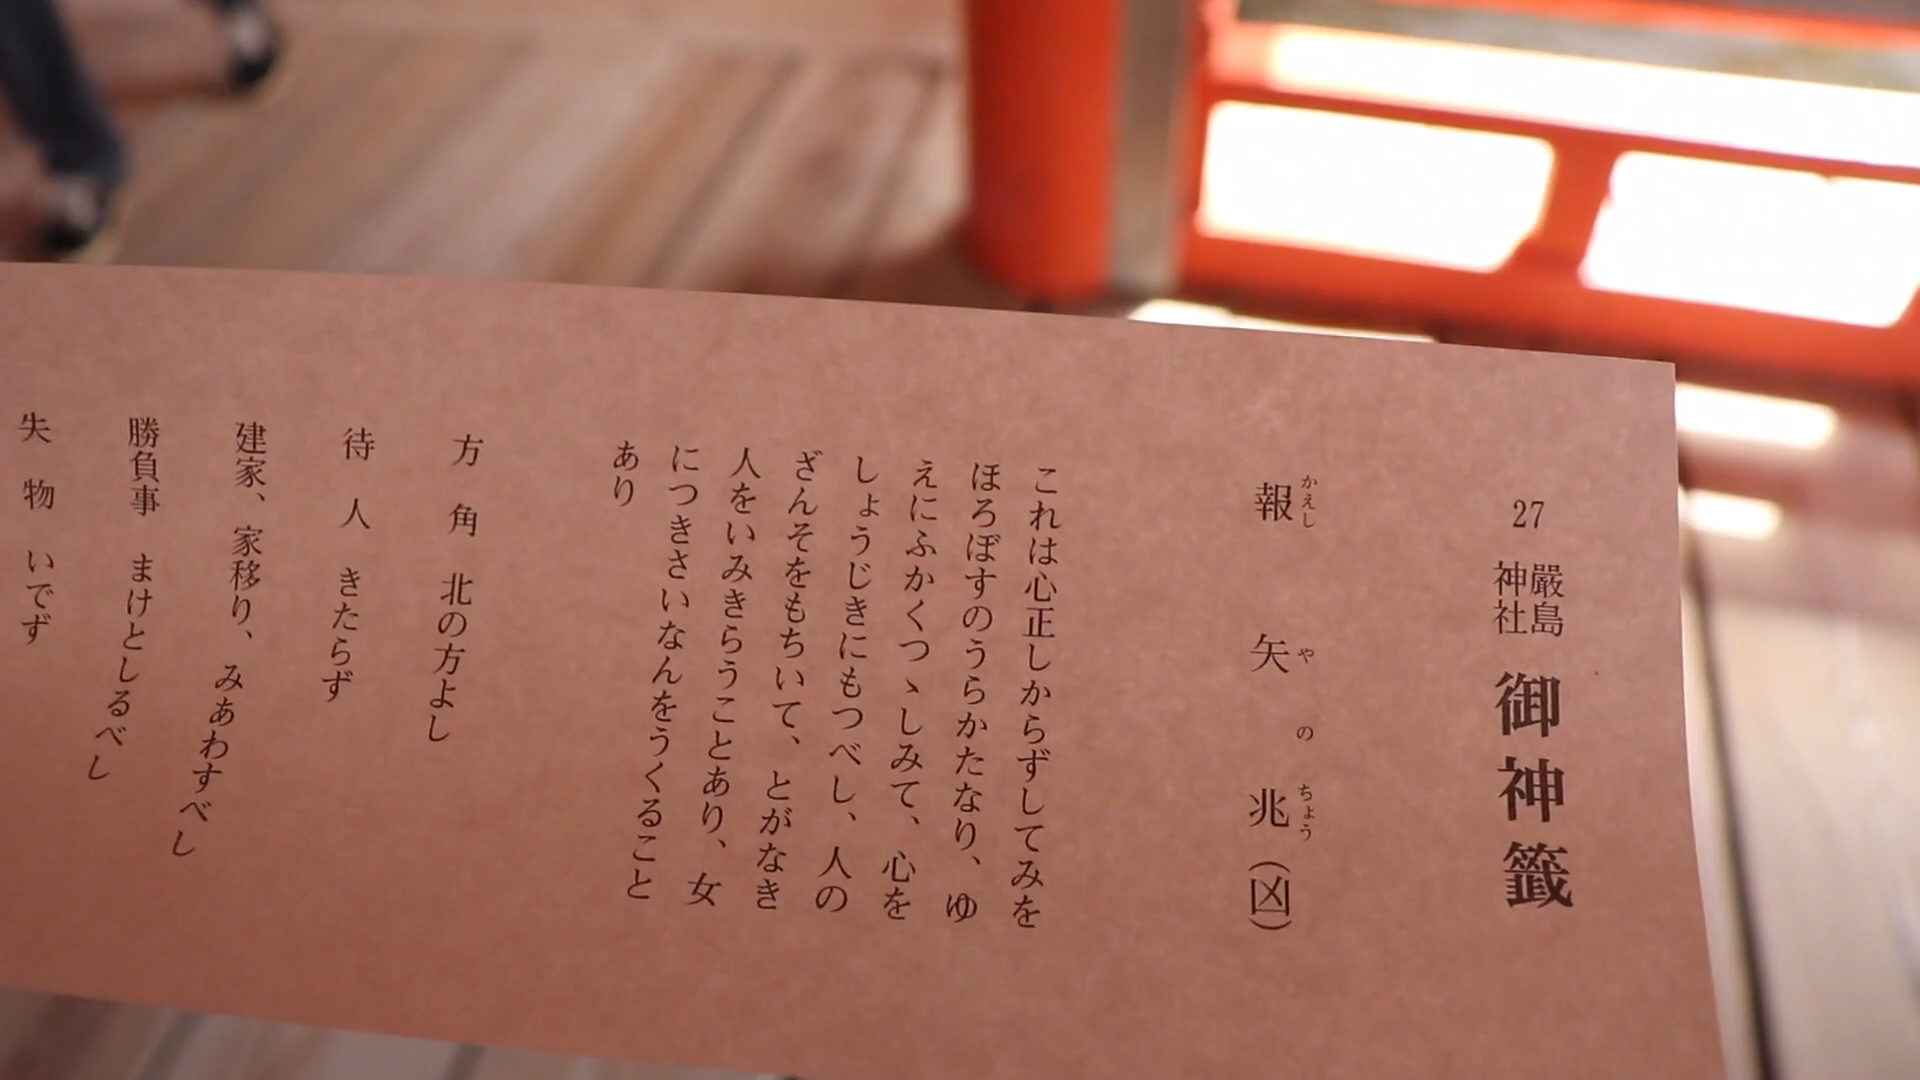 27 嚴島神社 御神籤
報矢の兆(凶)
かえし や ちょう
これは心正しからずしてみを
ほろぼすのうらかたなり、ゆ
えにふかくつゝしみて、心を
しょうじきにもつべし、人の
ざんそをもちいて、とがなき
人をいみきらうことあり、女
につきさいなんをうくること
あり
方角 北の方よし
待人 きたらず
建家、家移り、みあわすべし
勝負事 まけとしるべし
失物 いでず